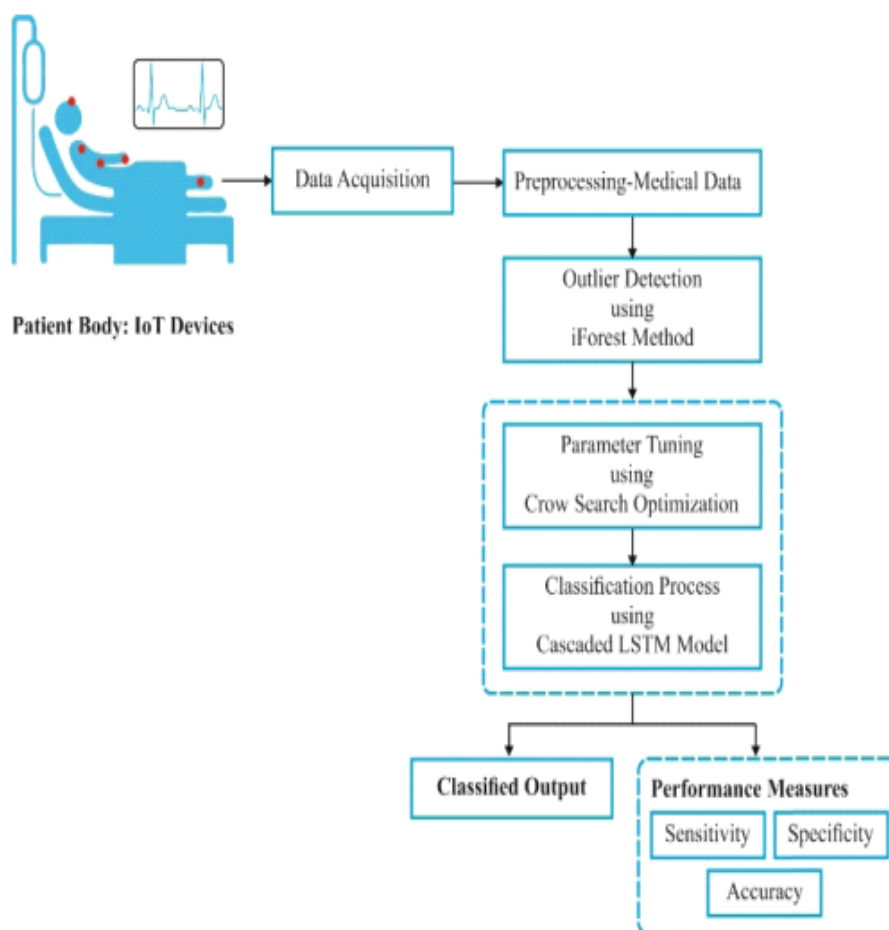 Data Acquisition
Preprocessing-Medical Data
Patient Body: IoT Devices
Outlier Detection
using
iForest Method
Parameter Tuning
using
Crow Search Optimization
Classification Process
using
Cascaded LSTM Model
Classified Output
Performance Measures
Sensitivity
Specificity
Accuracy